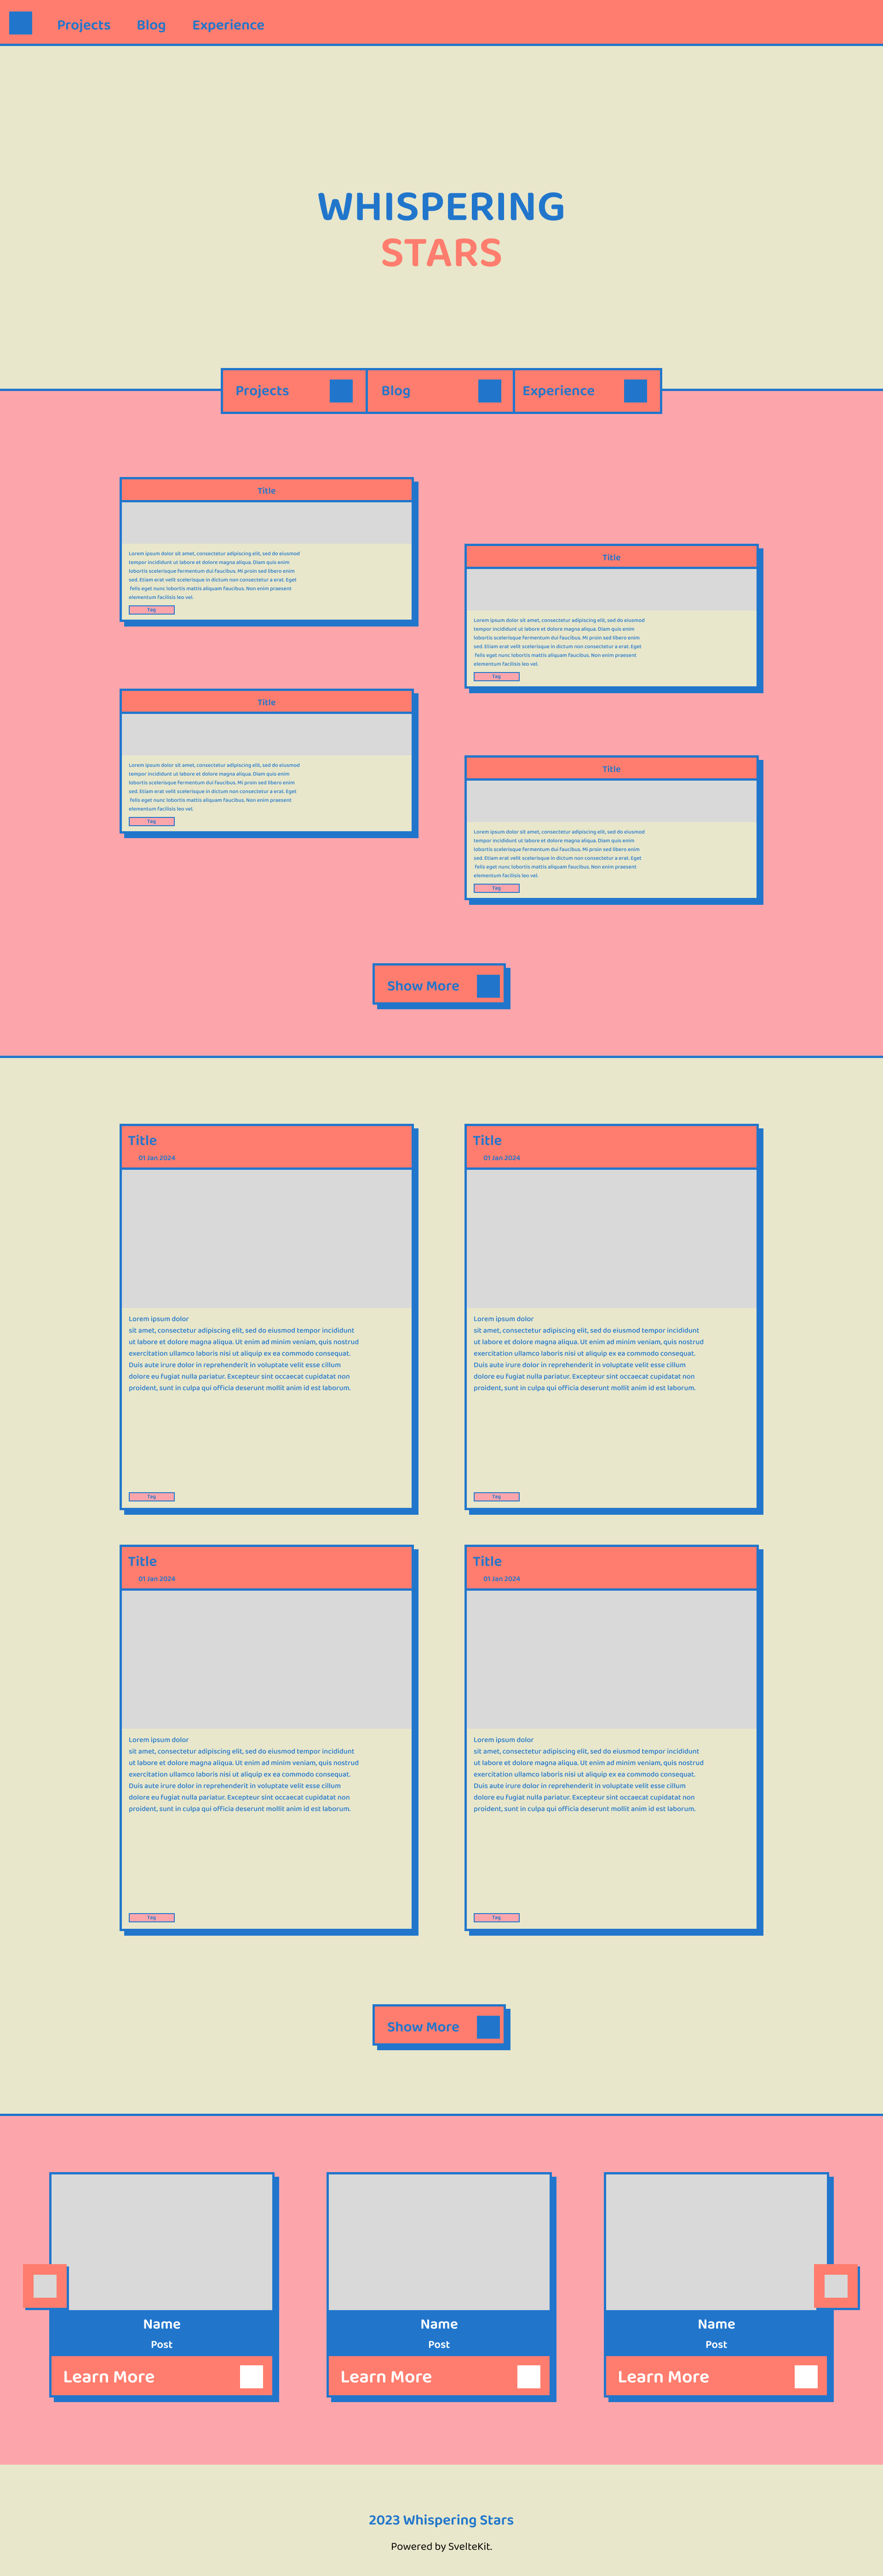 Projects Blog Experience
WHISPERING
STARS
Projects Blog Experience
Title
Lorem ipsum dolor sit amet, consectetur adipiscing elit, sed do eiusmod
tempor incididunt ut labore et dolore magna aliqua. Diam quis enim
lobortis scelerisque fermentum dui faucibus. Mi proin sed libero enim
sed. Etiam erat velit scelerisque in dictum non consectetur a erat. Eget
felis eget nunc lobortis mattis aliquam faucibus. Non enim praesent
elementum facilisis leo vel.
Tag
Title
Lorem ipsum dolor sit amet, consectetur adipiscing elit, sed do eiusmod
tempor incididunt ut labore et dolore magna aliqua. Diam quis enim
lobortis scelerisque fermentum dui faucibus. Mi proin sed libero enim
sed. Etiam erat velit scelerisque in dictum non consectetur a erat. Eget
felis eget nunc lobortis mattis aliquam faucibus. Non enim praesent
elementum facilisis leo vel.
Tag
Title
Lorem ipsum dolor sit amet, consectetur adipiscing elit, sed do eiusmod
tempor incididunt ut labore et dolore magna aliqua. Diam quis enim
lobortis scelerisque fermentum dui faucibus. Mi proin sed libero enim
sed. Etiam erat velit scelerisque in dictum non consectetur a erat. Eget
felis eget nunc lobortis mattis aliquam faucibus. Non enim praesent
elementum facilisis leo vel.
Tag
Title
Lorem ipsum dolor sit amet, consectetur adipiscing elit, sed do eiusmod
tempor incididunt ut labore et dolore magna aliqua. Diam quis enim
lobortis scelerisque fermentum dui faucibus. Mi proin sed libero enim
sed. Etiam erat velit scelerisque in dictum non consectetur a erat. Eget
felis eget nunc lobortis mattis aliquam faucibus. Non enim praesent
elementum facilisis leo vel.
Tag
Show More
Title
01 Jan 2024
Lorem ipsum dolor
sit amet, consectetur adipiscing elit, sed do eiusmod tempor incididunt
ut labore et dolore magna aliqua. Ut enim ad minim veniam, quis nostrud
exercitation ullamco laboris nisi ut aliquip ex ea commodo consequat.
Duis aute irure dolor in reprehenderit in voluptate velit esse cillum
dolore eu fugiat nulla pariatur. Excepteur sint occaecat cupidatat non
proident, sunt in culpa qui officia deserunt mollit anim id est laborum.
Tag
Title
01 Jan 2024
Lorem ipsum dolor
sit amet, consectetur adipiscing elit, sed do eiusmod tempor incididunt
ut labore et dolore magna aliqua. Ut enim ad minim veniam, quis nostrud
exercitation ullamco laboris nisi ut aliquip ex ea commodo consequat.
Duis aute irure dolor in reprehenderit in voluptate velit esse cillum
dolore eu fugiat nulla pariatur. Excepteur sint occaecat cupidatat non
proident, sunt in culpa qui officia deserunt mollit anim id est laborum.
Tag
Title
01 Jan 2024
Lorem ipsum dolor
sit amet, consectetur adipiscing elit, sed do eiusmod tempor incididunt
ut labore et dolore magna aliqua. Ut enim ad minim veniam, quis nostrud
exercitation ullamco laboris nisi ut aliquip ex ea commodo consequat.
Duis aute irure dolor in reprehenderit in voluptate velit esse cillum
dolore eu fugiat nulla pariatur. Excepteur sint occaecat cupidatat non
proident, sunt in culpa qui officia deserunt mollit anim id est laborum.
Tag
Title
01 Jan 2024
Lorem ipsum dolor
sit amet, consectetur adipiscing elit, sed do eiusmod tempor incididunt
ut labore et dolore magna aliqua. Ut enim ad minim veniam, quis nostrud
exercitation ullamco laboris nisi ut aliquip ex ea commodo consequat.
Duis aute irure dolor in reprehenderit in voluptate velit esse cillum
dolore eu fugiat nulla pariatur. Excepteur sint occaecat cupidatat non
proident, sunt in culpa qui officia deserunt mollit anim id est laborum.
Tag
Show More
Name
Post
Learn More
Name
Post
Learn More
Name
Post
Learn More
2023 Whispering Stars
Powered by SvelteKit.